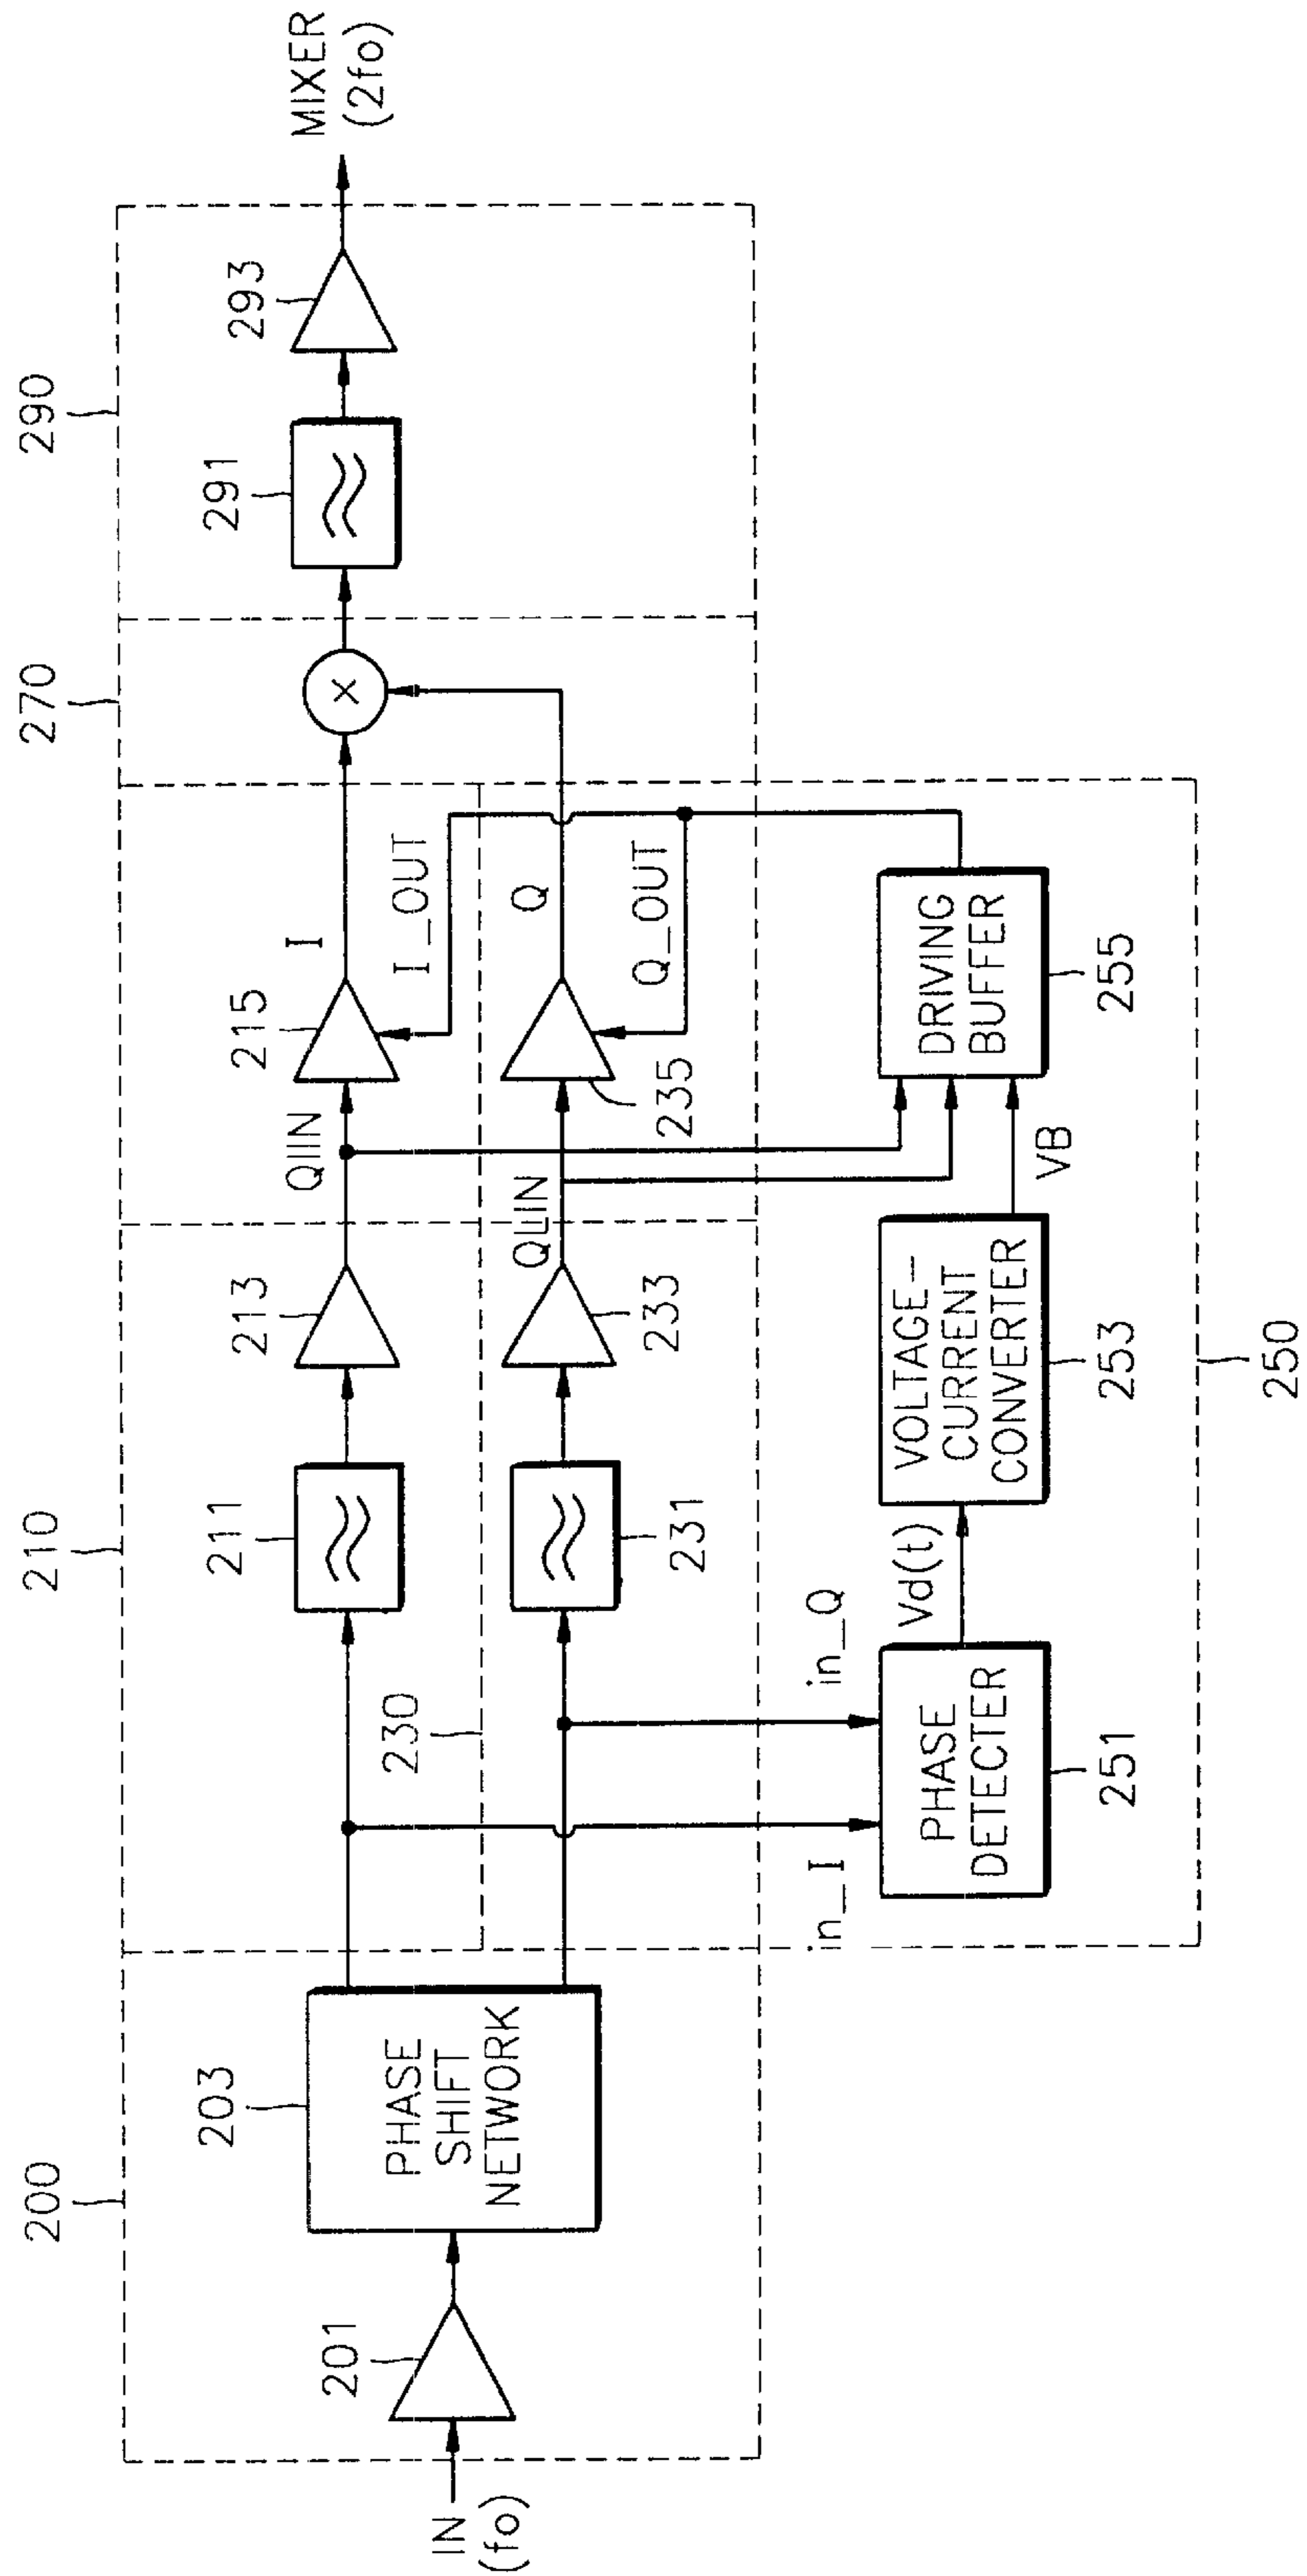 200
210
270
290
IN
(fo)
201
203
PHASE
SHIFT
NETWORK
211
213
QIIN
215
I
291
293
MIXER
(2fo)
230
I_OUT
231
233
QLIN
235
Q
Q_OUT
in_I
in_Q
PHASE
DETECTER
251
Vd(t)
VOLTAGE-
CURRENT
CONVERTER
253
VB
DRIVING
BUFFER
255
250